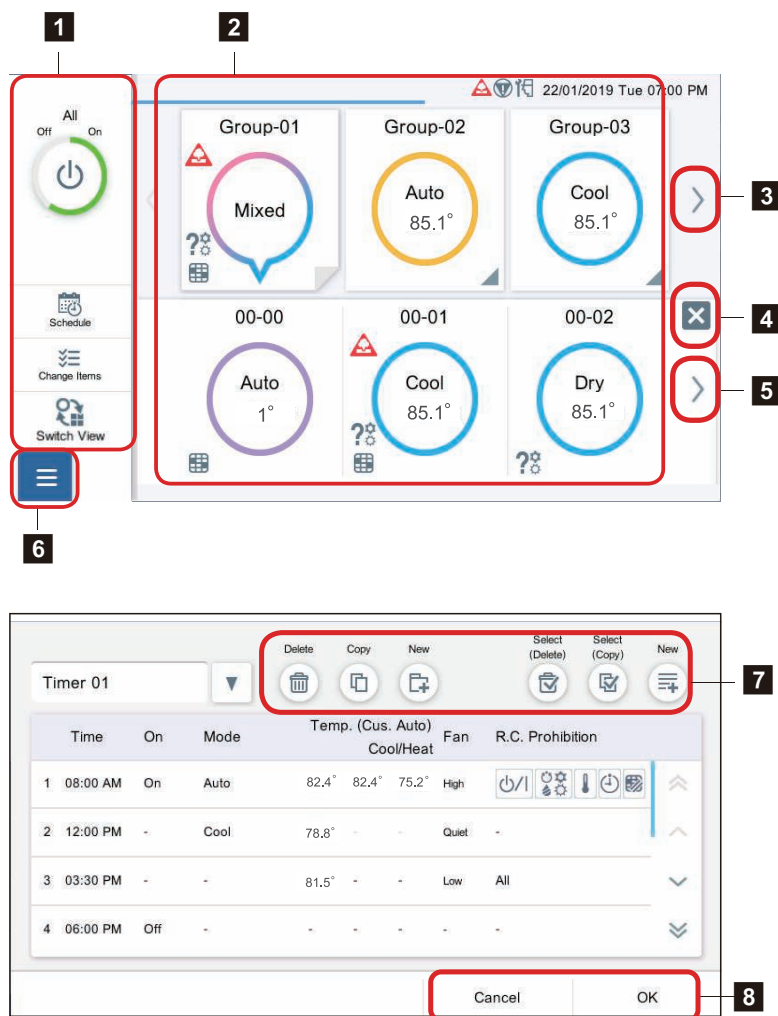 1 2
All
Off On
22/01/2019 Tue 07:00 PM
Group-01 Group-02 Group-03
Mixed Auto 85.1° Cool 85.1°
3
Schedule
Change Items
Switch View
00-00 00-01 00-02
Auto 1° Cool 85.1° Dry 85.1°
4
5
6
Delete Copy New Select (Delete) Select (Copy) New
Timer 01
7
Time On Mode Temp. (Cus. Auto) Cool/Heat Fan R.C. Prohibition
1 08:00 AM On Auto 82.4° 82.4° 75.2° High
2 12:00 PM - Cool 78.8° - - Quiet -
3 03:30 PM - - 81.5° - - Low All
4 06:00 PM Off - - - - - -
Cancel OK
8